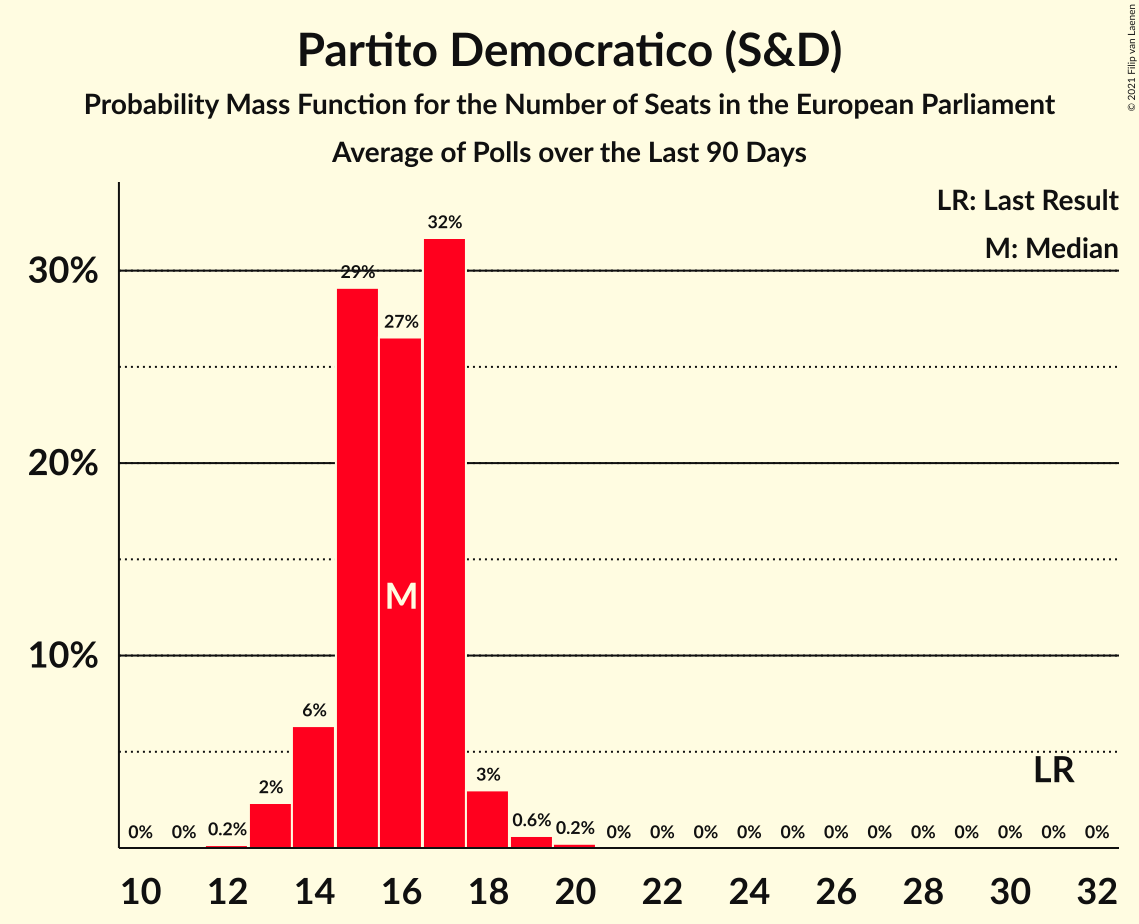 Partito Democratico (S&D)
Probability Mass Function for the Number of Seats in the European Parliament
Average of Polls over the Last 90 Days
© 2021 Filip van Laenen
LR: Last Result
M: Median
30%
20%
10%
0% 0% 0.2% 2% 6% 29% 27% 32% 3% 0.6% 0.2% 0% 0% 0% 0% 0% 0% 0% 0% 0% 0% 0% 0%
M
LR
10 12 14 16 18 20 22 24 26 28 30 32